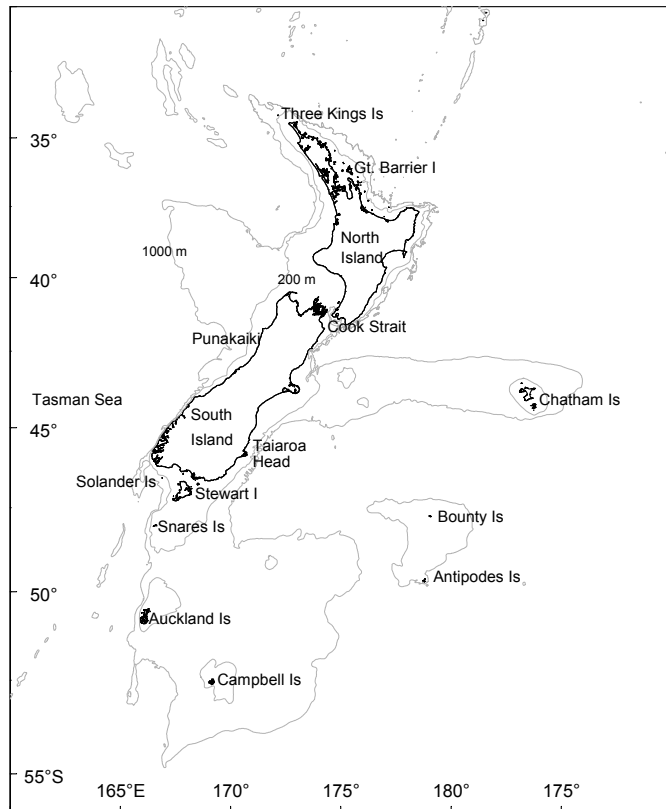 Three Kings Is
35°
Gt. Barrier I
North
Island
1000 m
40°
200 m
Cook Strait
Punakaiki
Tasman Sea
Chatham Is
South
Island
45°
Taiaroa
Head
Solander Is
Stewart I
Bounty Is
Snares Is
Antipodes Is
50°
Auckland Is
Campbell Is
55°S
165°E
170°
175°
180°
175°